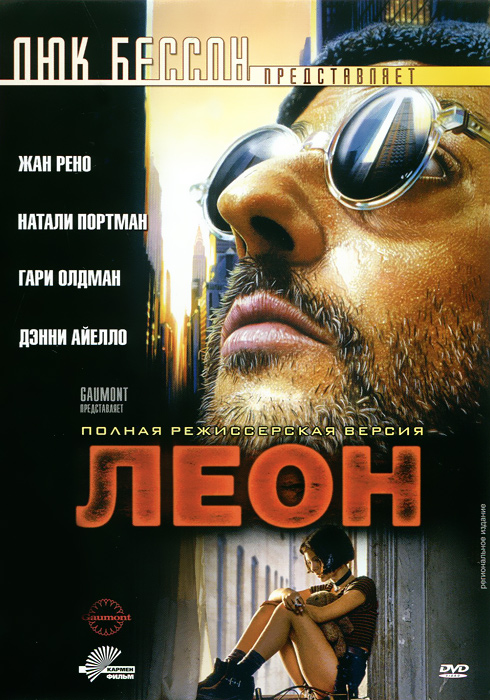 ЛЮК БЕССОН
ПРЕДСТАВЛЯЕТ
ЖАН РЕНО
НАТАЛИ ПОРТМАН
ГАРИ ОЛДМАН
ДЭННИ АЙЕЛЛО
GAUMONT
ПРЕДСТАВЛЯЕТ
ПОЛНАЯ РЕЖИССЕРСКАЯ ВЕРСИЯ
ЛЕОН
региональное издание
Gaumont
КАРМЕН
ФИЛЬМ
DVD
VIDEO